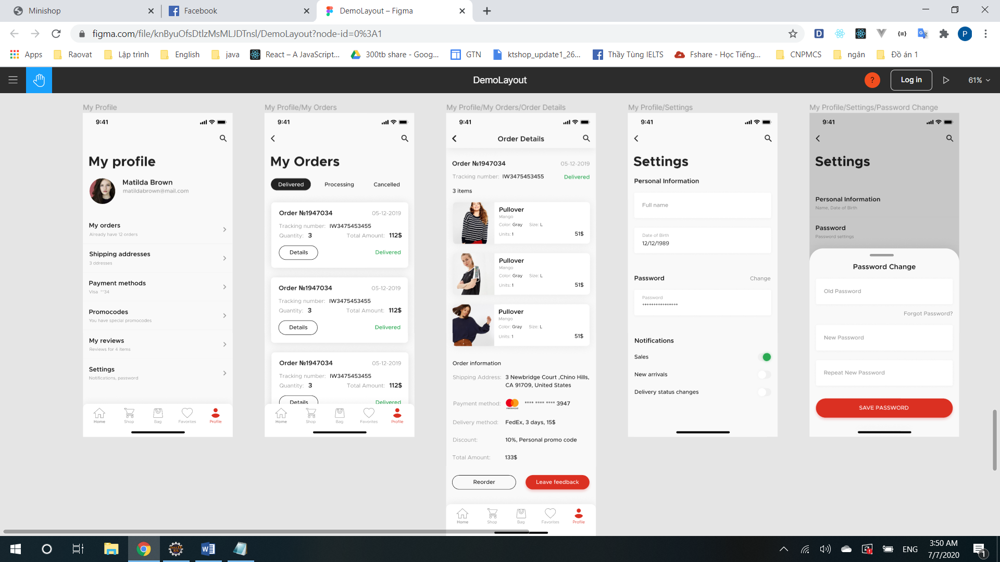 Minishop
Facebook
DemoLayout – Figma
figma.com/file/knByuOfsDtlzMsMLJDTnsl/DemoLayout?node-id=0%3A1
Apps
Raovat
Lập trình
English
java
React – A JavaScript...
300tb share - Goog...
GTN
ktshop_update1_26...
Thầy Tùng IELTS
Fshare - Học Tiếng...
CNPMCS
ngân
Đồ án 1
DemoLayout
?
Log in
61%
My Profile
9:41
My profile
Matilda Brown
matildabrown@mail.com
My orders
Already have 12 orders
Shipping addresses
3 ddresses
Payment methods
Visa **34
Promocodes
You have special promocodes
My reviews
Reviews for 4 items
Settings
Notifications, password
Home Shop Bag Favorites Profile
My Profile/My Orders
9:41
My Orders
Delivered Processing Cancelled
Order №1947034 05-12-2019
Tracking number: IW3475453455
Quantity: 3 Total Amount: 112$
Details Delivered
Order №1947034 05-12-2019
Tracking number: IW3475453455
Quantity: 3 Total Amount: 112$
Details Delivered
Order №1947034 05-12-2019
Tracking number: IW3475453455
Quantity: 3 Total Amount: 112$
Details Delivered
Home Shop Bag Favorites Profile
My Profile/My Orders/Order Details
9:41
Order Details
Order №1947034 05-12-2019
Tracking number: IW3475453455 Delivered
3 items
Pullover
Mango
Color: Gray Size: L
Units: 1 51$
Pullover
Mango
Color: Gray Size: L
Units: 1 51$
Pullover
Mango
Color: Gray Size: L
Units: 1 51$
Order information
Shipping Address: 3 Newbridge Court ,Chino Hills,
CA 91709, United States
Payment method: mastercard **** **** **** 3947
Delivery method: FedEx, 3 days, 15$
Discount: 10%, Personal promo code
Total Amount: 133$
Reorder Leave feedback
Home Shop Bag Favorites Profile
My Profile/Settings
9:41
Settings
Personal Information
Full name
Date of Birth
12/12/1989
Password Change
Password
****************
Notifications
Sales
New arrivals
Delivery status changes
My Profile/Settings/Password Change
9:41
Settings
Personal Information
Name, Date of Birth
Password
Password settings
Password Change
Old Password
Forgot Password?
New Password
Repeat New Password
SAVE PASSWORD
ENG
3:50 AM
7/7/2020
1